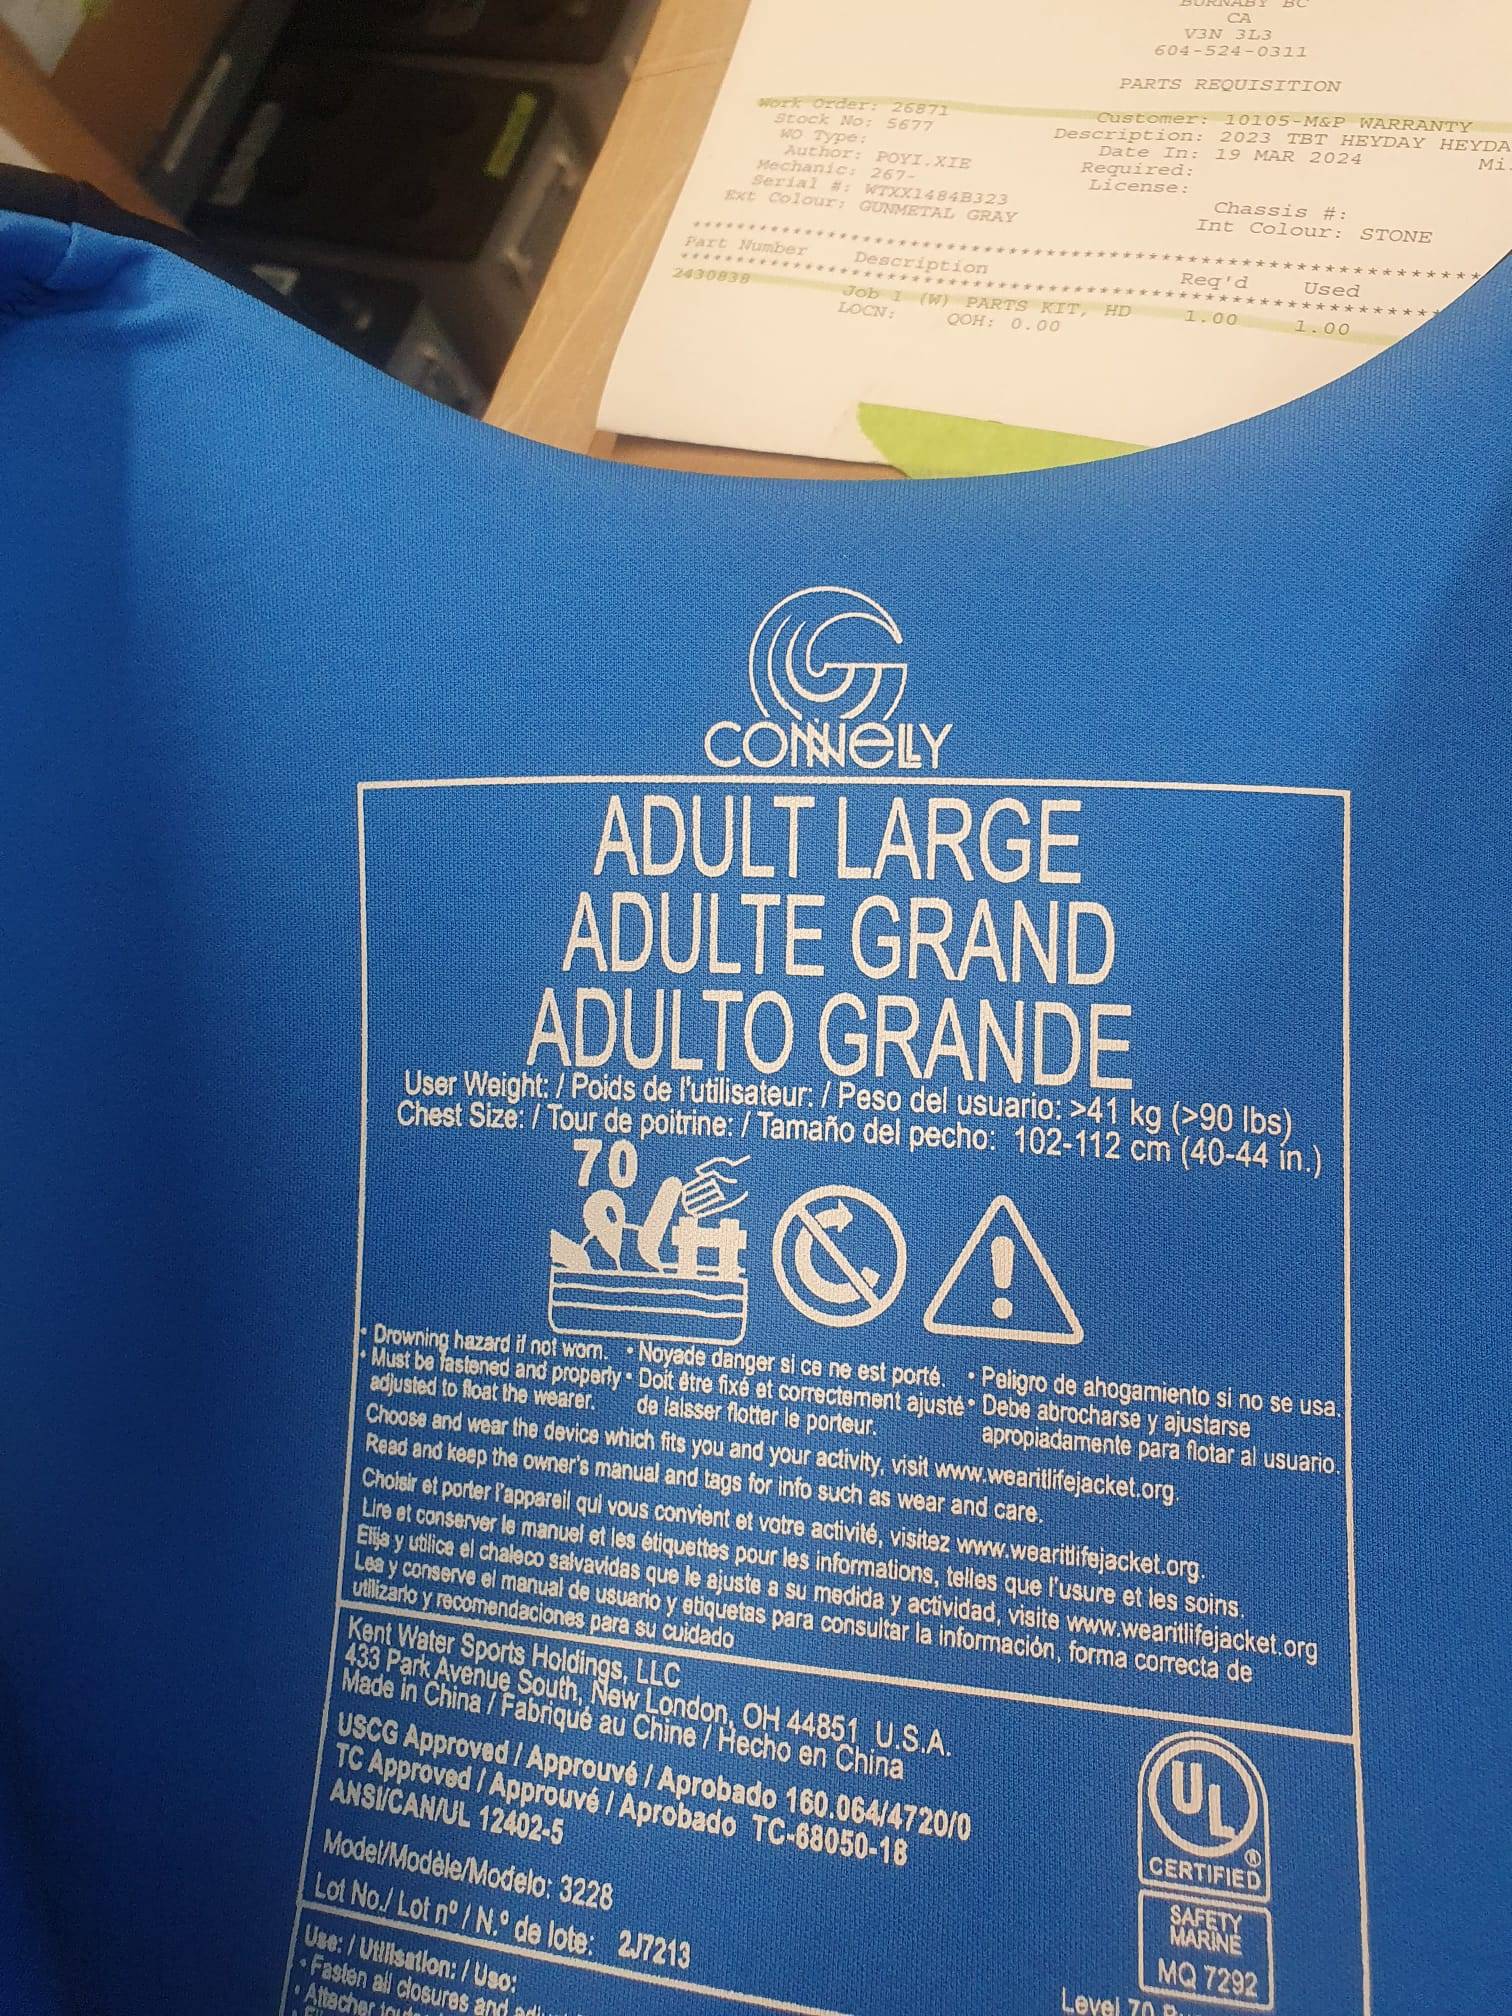 BURNABY BC
CA
V3N 3L3
604-524-0311
PARTS REQUISITION
Work Order: 26871
Stock No: 5677
WO Type:
Author: POYI.XIE
Mechanic: 267-
Serial #: WTXX1484B323
Ext Colour: GUNMETAL GRAY
Customer: 10105-M&P WARRANTY
Description: 2023 TBT HEYDAY HEYDA
Date In: 19 MAR 2024
Mi
Required:
License:
Chassis #:
Int Colour: STONE
Part Number Description Req'd Used
2430838 Job 1 (W) PARTS KIT, HD 1.00 1.00
LOCN: QOH: 0.00
CONNELLY
ADULT LARGE
ADULTE GRAND
ADULTO GRANDE
User Weight: / Poids de l'utilisateur: / Peso del usuario: >41 kg (>90 lbs)
Chest Size: / Tour de poitrine: / Tamaño del pecho: 102-112 cm (40-44 in.)
70
• Drowning hazard if not worn.
• Must be fastened and properly
adjusted to float the wearer.
• Noyade danger si ce ne est porté.
• Doit être fixé et correctement ajusté
de laisser flotter le porteur.
• Peligro de ahogamiento si no se usa.
• Debe abrocharse y ajustarse
apropiadamente para flotar al usuario.
Choose and wear the device which fits you and your activity, visit www.wearitlifejacket.org.
Read and keep the owner's manual and tags for info such as wear and care.
Choisir et porter l'appareil qui vous convient et votre activité, visitez www.wearitlifejacket.org.
Lire et conserver le manuel et les étiquettes pour les informations, telles que l'usure et les soins.
Elija y utilice el chaleco salvavidas que le ajuste a su medida y actividad, visite www.wearitlifejacket.org
Lea y conserve el manual de usuario y etiquetas para consultar la información, forma correcta de
utilizarlo y recomendaciones para su cuidado
Kent Water Sports Holdings, LLC
433 Park Avenue South, New London, OH 44851 U.S.A.
Made in China / Fabriqué au Chine / Hecho en China
USCG Approved / Approuvé / Aprobado 160.064/4720/0
TC Approved / Approuvé / Aprobado TC-68050-18
ANSI/CAN/UL 12402-5
Model/Modèle/Modelo: 3228
Lot No./ Lot nº / N.º de lote: 2J7213
UL
®
CERTIFIED
SAFETY
MARINE
MQ 7292
Use: / Utilisation: / Uso:
• Fasten all closures and
• Attacher
Level 70